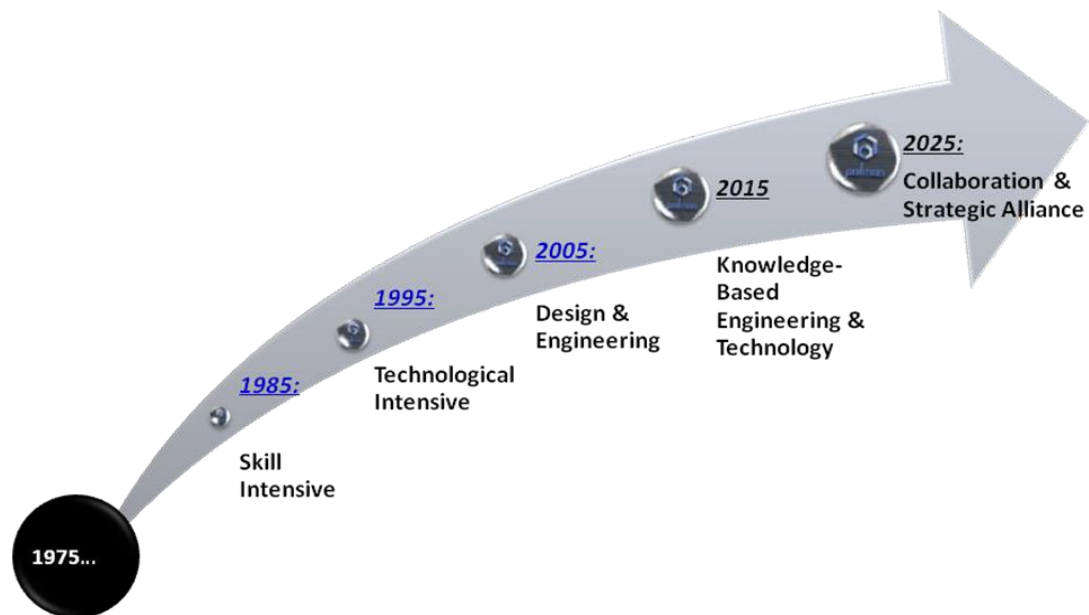 1975...
1985:
Skill
Intensive
1995:
Technological
Intensive
2005:
Design &
Engineering
2015
Knowledge-
Based
Engineering &
Technology
2025:
Collaboration &
Strategic Alliance
polman